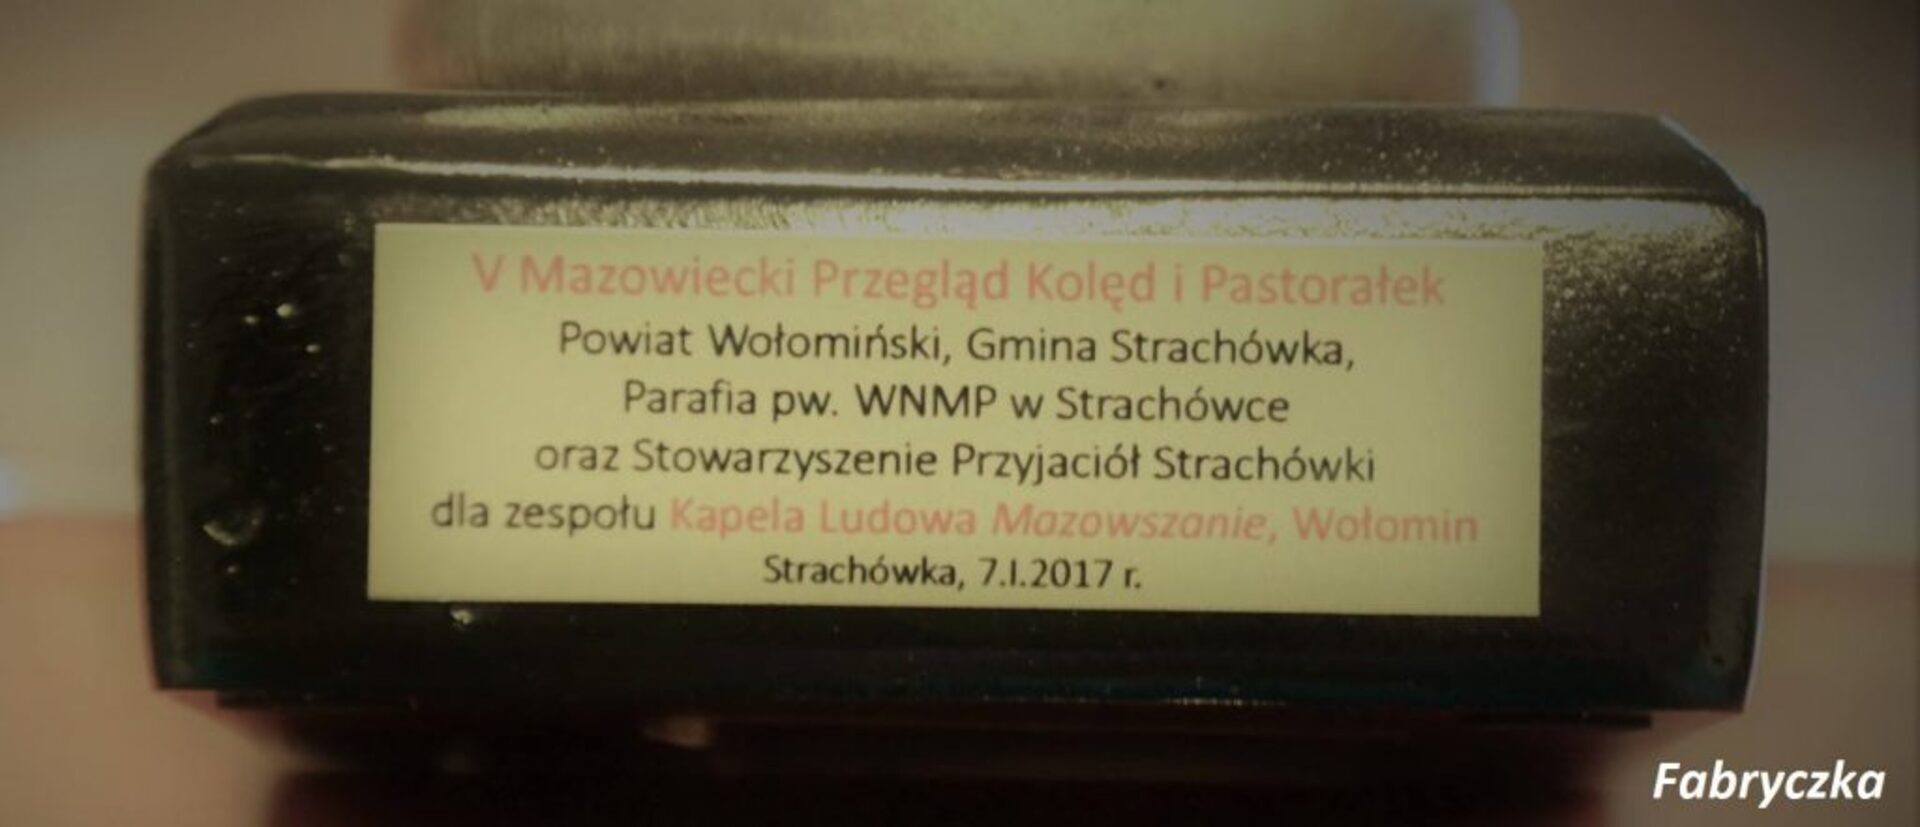 V Mazowiecki Przegląd Kolęd i Pastorałek
Powiat Wołomiński, Gmina Strachówka,
Parafia pw. WNMP w Strachówce
oraz Stowarzyszenie Przyjaciół Strachówki
dla zespołu Kapela Ludowa Mazowszanie, Wołomin
Strachówka, 7.I.2017 r.
Fabryczka